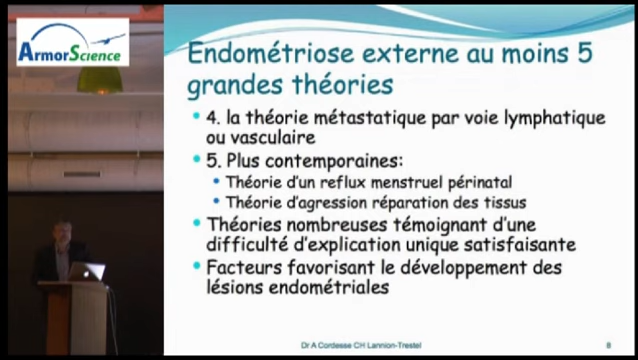 ArmorScience
Endométriose externe au moins 5
grandes théories
4. la théorie métastatique par voie lymphatique
ou vasculaire
5. Plus contemporaines:
Théorie d'un reflux menstruel périnatal
Théorie d'agression réparation des tissus
Théories nombreuses témoignant d'une
difficulté d'explication unique satisfaisante
Facteurs favorisant le développement des
lésions endométriales
Dr A Cordesse CH Lannion-Trestel
8